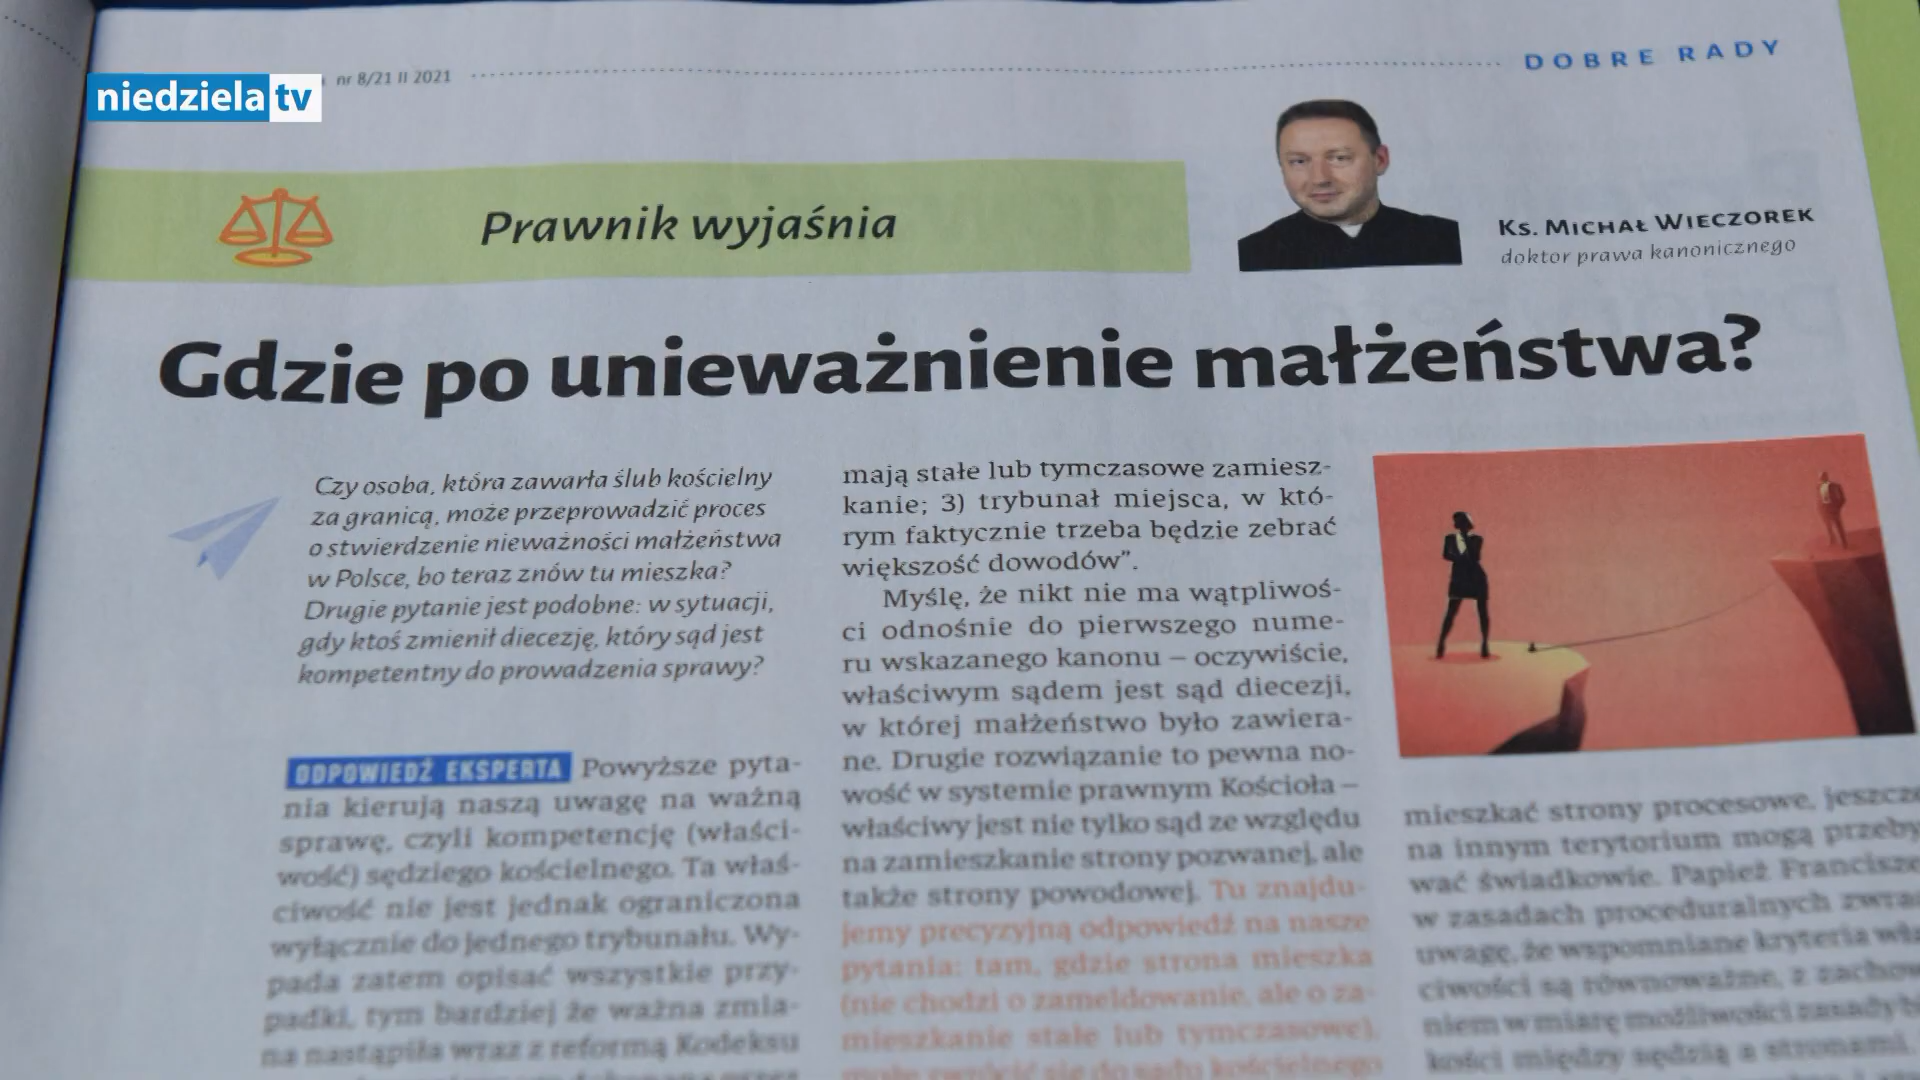 niedziela tv
nr 8/21 II 2021
DOBRE RADY
Prawnik wyjaśnia
Ks. Michał Wieczorek
doktor prawa kanonicznego
Gdzie po unieważnienie małżeństwa?
Czy osoba, która zawarła ślub kościelny
za granicą, może przeprowadzić proces
o stwierdzenie nieważności małżeństwa
w Polsce, bo teraz znów tu mieszka?
Drugie pytanie jest podobne: w sytuacji,
gdy ktoś zmienił diecezję, który sąd jest
kompetentny do prowadzenia sprawy?
ODPOWIEDŹ EKSPERTA Powyższe pyta-
nia kierują naszą uwagę na ważną
sprawę, czyli kompetencję (właści-
wość) sędziego kościelnego. Ta właś-
ciwość nie jest jednak ograniczona
wyłącznie do jednego trybunału. Wy-
pada zatem opisać wszystkie przy-
padki, tym bardziej że ważna zmia-
na nastąpiła wraz z reformą Kodeksu
mają stałe lub tymczasowe zamiesz-
kanie; 3) trybunał miejsca, w któ-
rym faktycznie trzeba będzie zebrać
większość dowodów”.
Myślę, że nikt nie ma wątpliwoś-
ci odnośnie do pierwszego nume-
ru wskazanego kanonu – oczywiście,
właściwym sądem jest sąd diecezji,
w której małżeństwo było zawiera-
ne. Drugie rozwiązanie to pewna no-
wość w systemie prawnym Kościoła –
właściwy jest nie tylko sąd ze względu
na zamieszkanie strony pozwanej, ale
także strony powodowej. Tu znajdu-
jemy precyzyjną odpowiedź na nasze
pytania: tam, gdzie strona mieszka
(nie chodzi o zameldowanie, ale o za-
mieszkanie stałe lub tymczasowe),
może zwrócić się do sądu kościelnego
mieszkać strony procesowe, jeszcze
na innym terytorium mogą przeby
wać świadkowie. Papież Francisze
w zasadach proceduralnych zwra
uwagę, że wspomniane kryteria wła
ciwości są równoważne, z zachow
niem w miarę możliwości zasady bl
kości między sędzią a stronami.